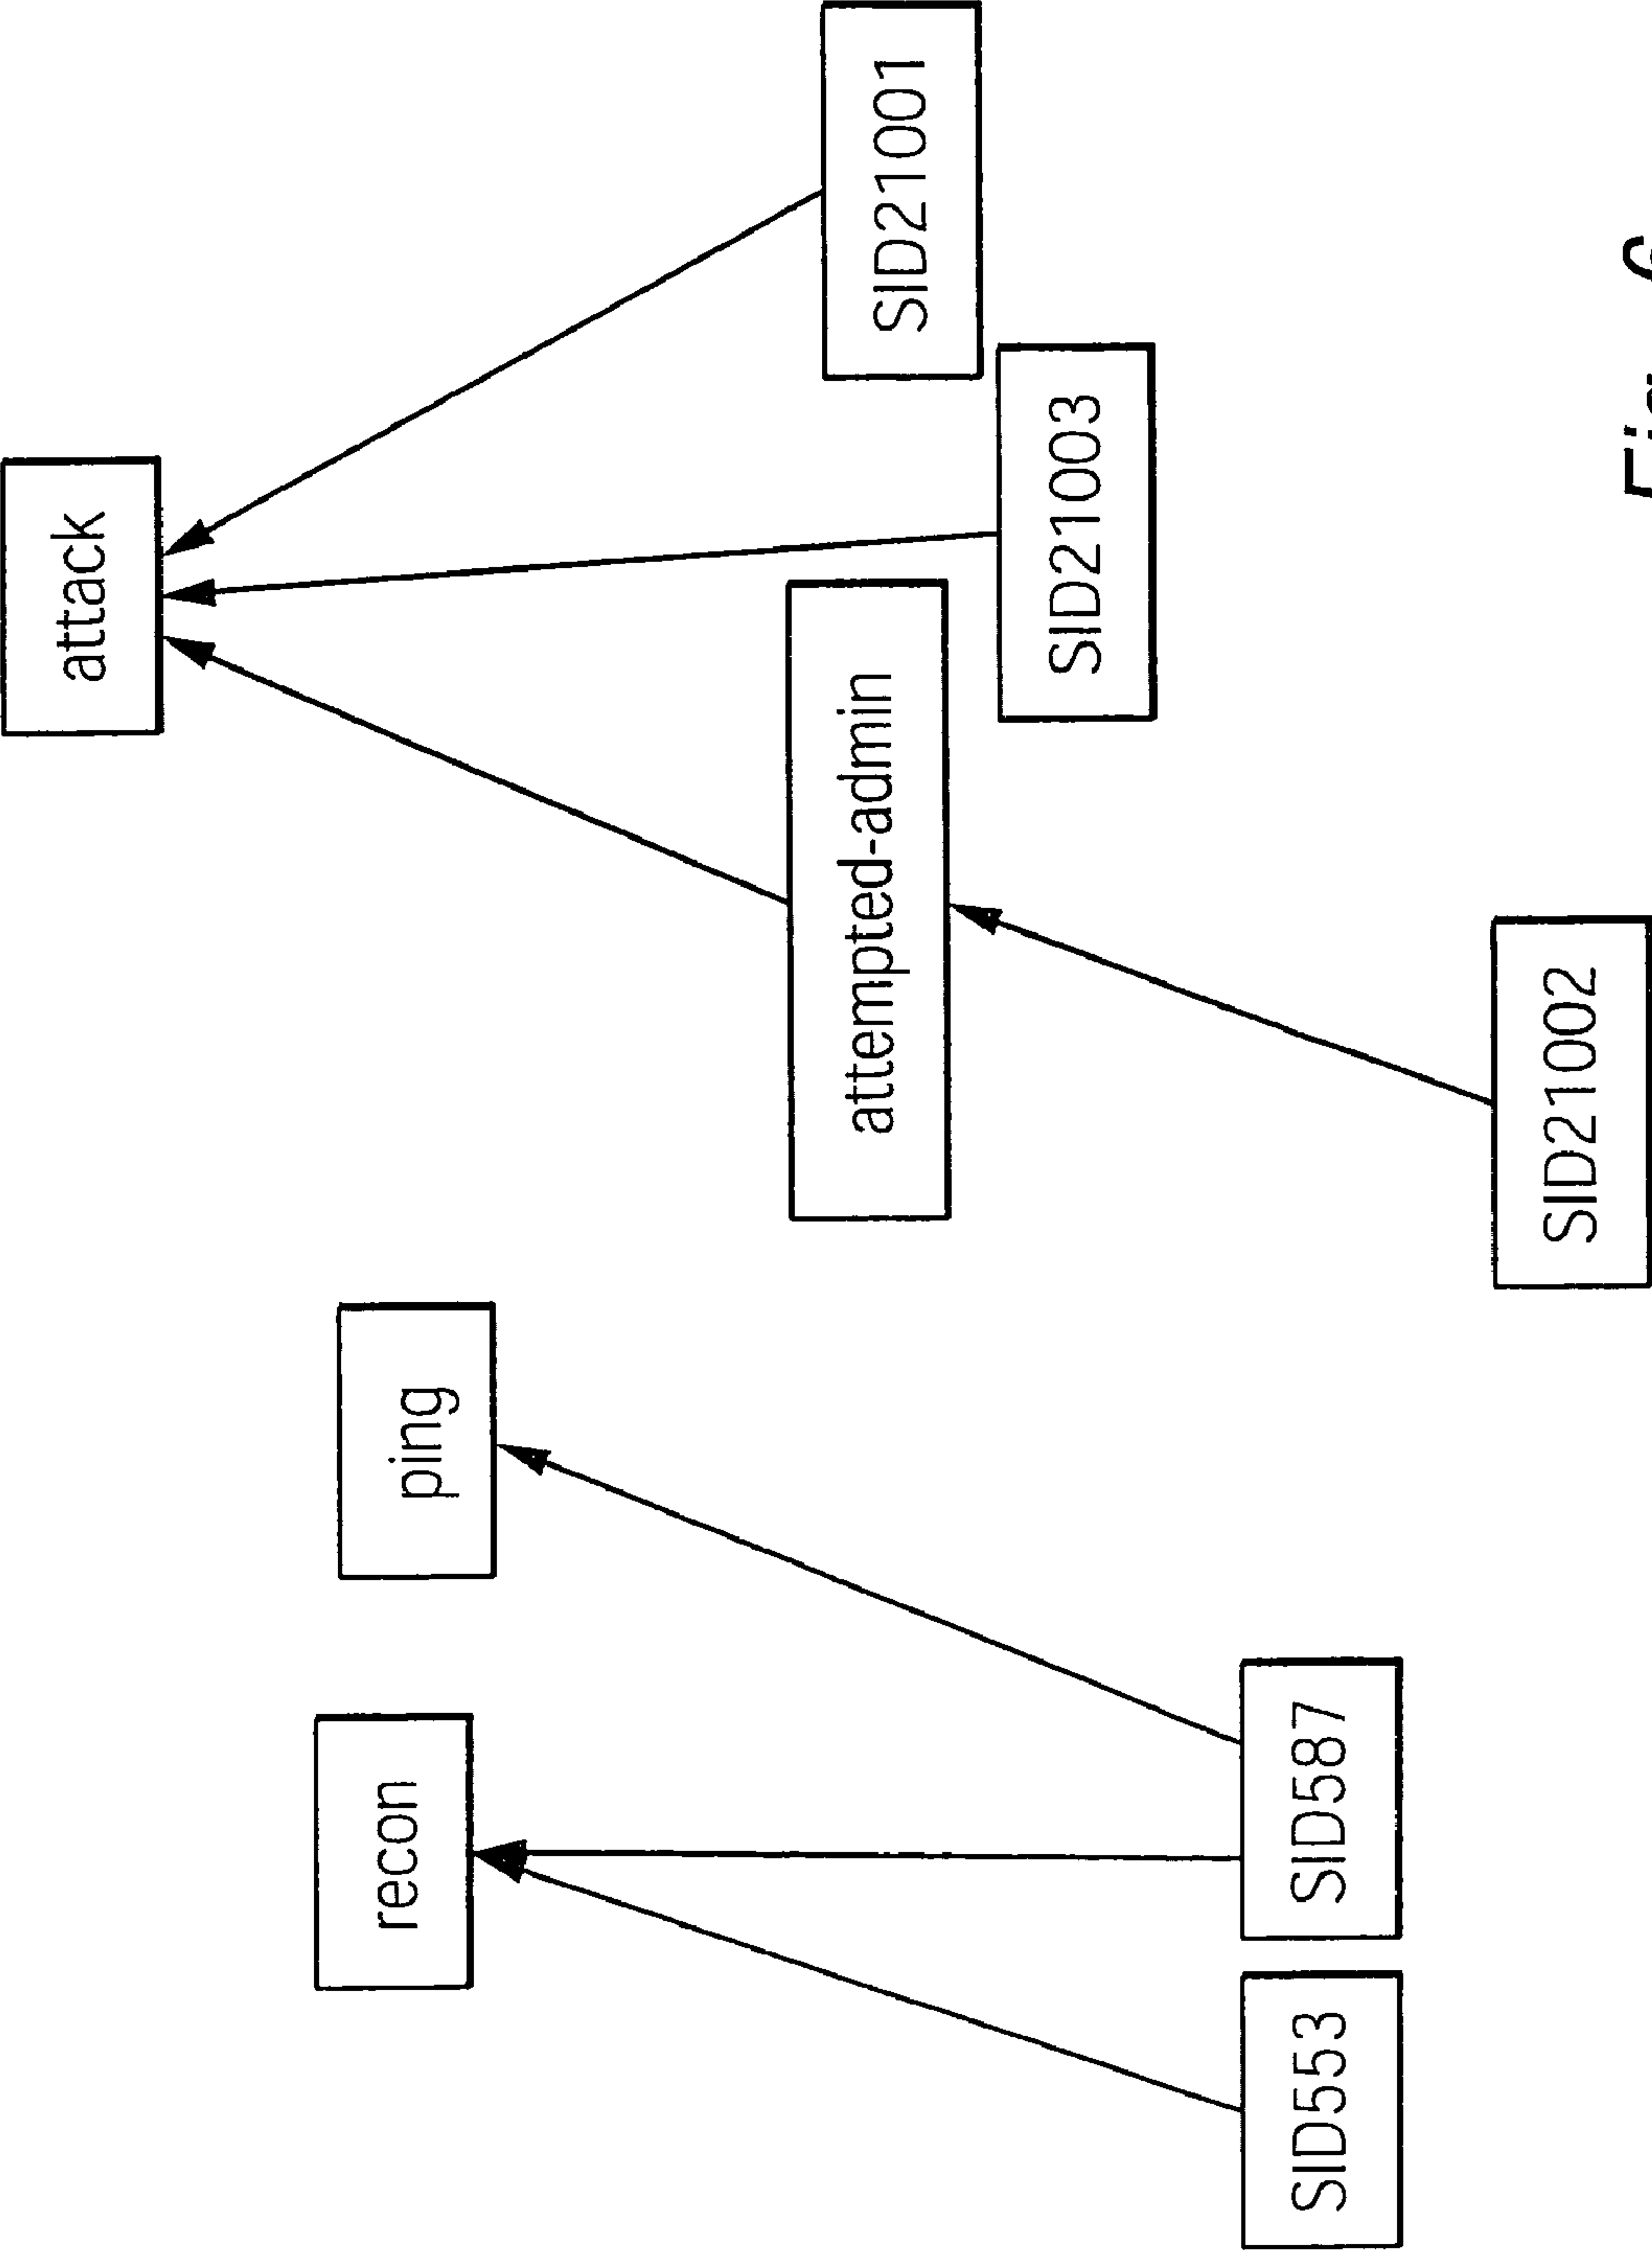 attack
recon
ping
attempted-admin
SID21001
SID21003
SID553
SID587
SID21002